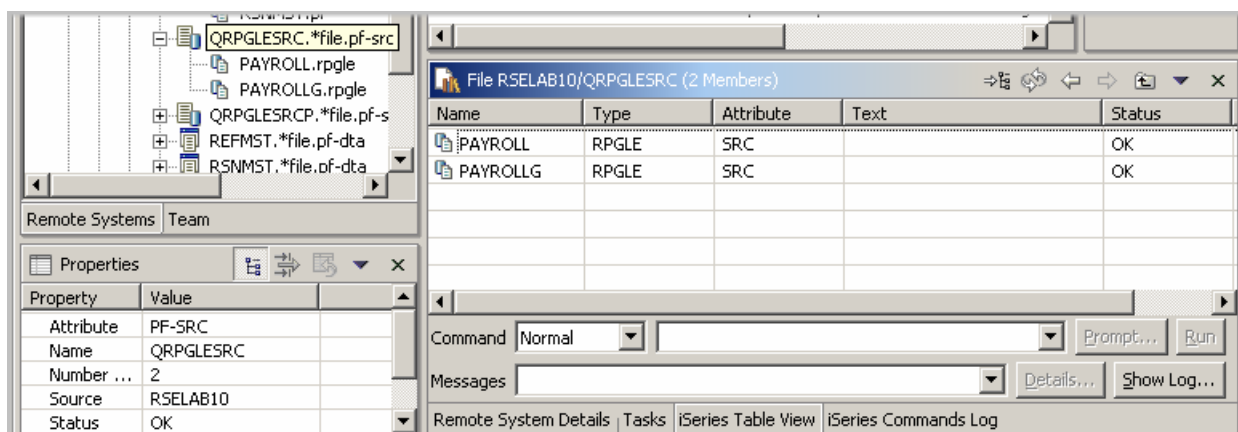 QRPGLESRC.*file.pf-src
PAYROLL.rpgle
PAYROLLG.rpgle
QRPGLESRCP.*file.pf-s
REFMST.*file.pf-dta
RSNMST.*file.pf-dta
Remote Systems Team
Properties
Property Value
Attribute PF-SRC
Name QRPGLESRC
Number ... 2
Source RSELAB10
Status OK
File RSELAB10/QRPGLESRC (2 Members)
Name Type Attribute Text Status
PAYROLL RPGLE SRC OK
PAYROLLG RPGLE SRC OK
Command Normal Prompt... Run
Messages Details... Show Log...
Remote System Details Tasks iSeries Table View iSeries Commands Log